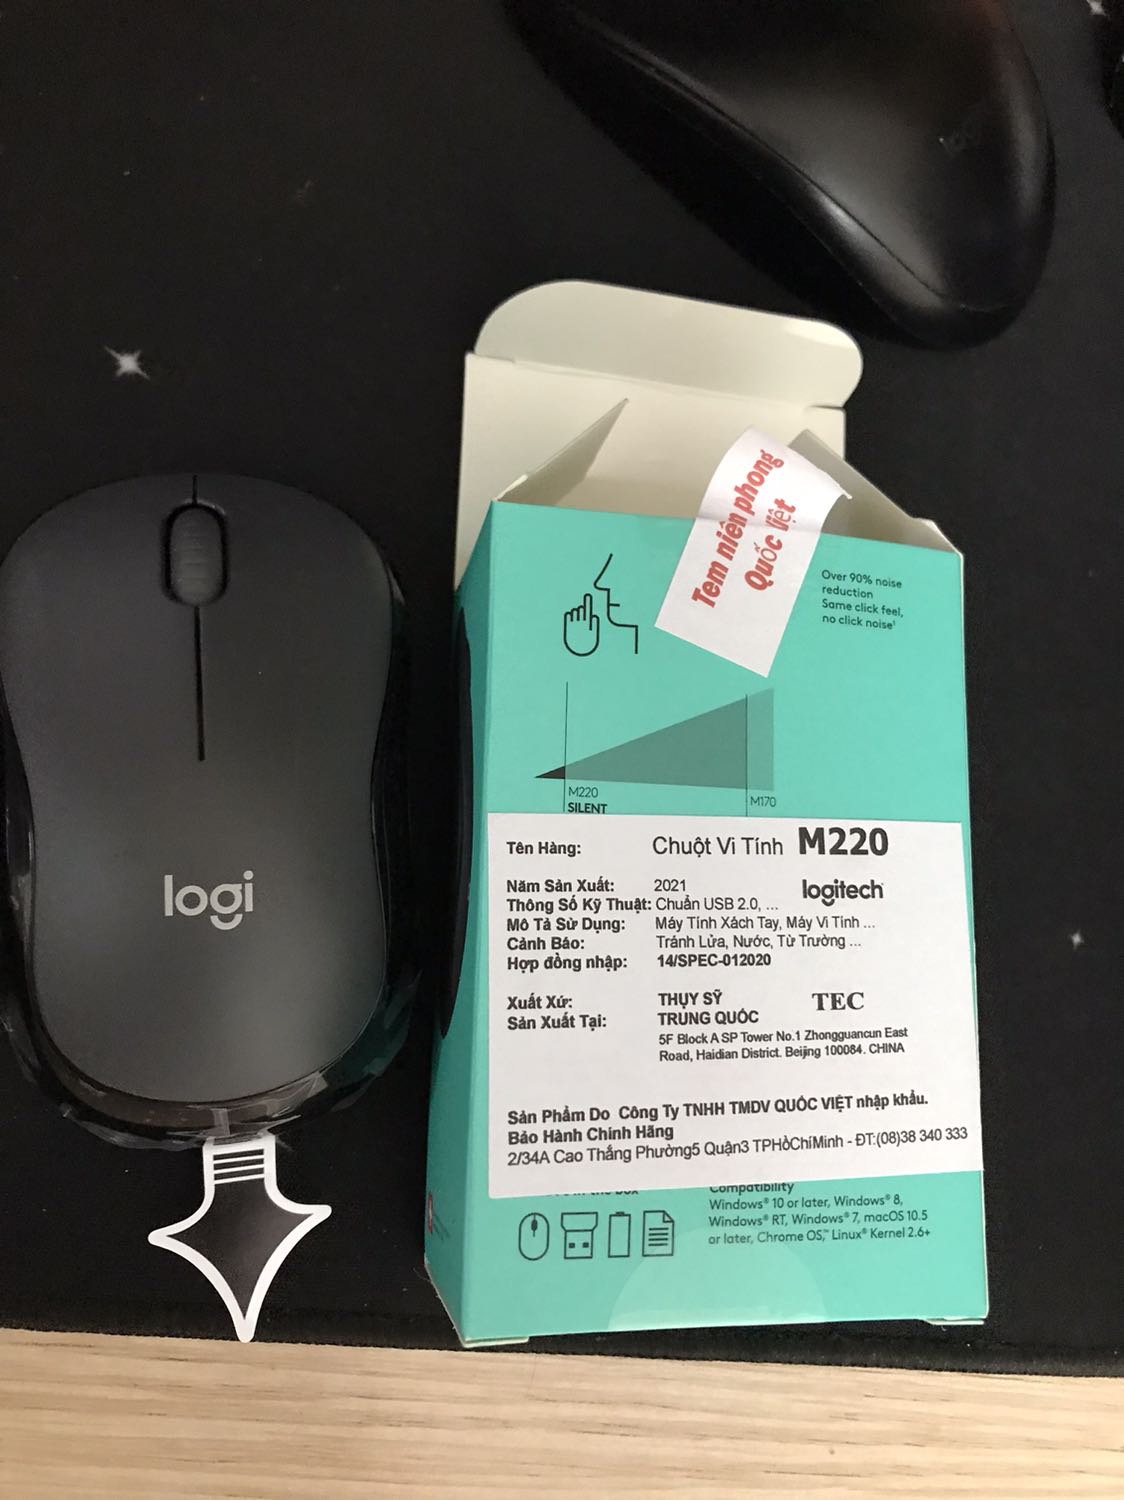 logi
logi
Tem niên phong
Quốc Việt
Over 90% noise
reduction
Same click feel,
no click noise¹
M220
SILENT
M170
Tên Hàng: Chuột Vi Tính M220
Năm Sản Xuất: 2021 logitech
Thông Số Kỹ Thuật: Chuẩn USB 2.0, ...
Mô Tả Sử Dụng: Máy Tính Xách Tay, Máy Vi Tính ...
Cảnh Báo: Tránh Lửa, Nước, Từ Trường ...
Hợp đồng nhập: 14/SPEC-012020
Xuất Xứ: THỤY SỸ TEC
Sản Xuất Tại: TRUNG QUỐC
5F Block A SP Tower No.1 Zhongguancun East
Road, Haidian District. Beijing 100084. CHINA
Sản Phẩm Do Công Ty TNHH TMDV QUỐC VIỆT nhập khẩu.
Bảo Hành Chính Hãng
2/34A Cao Thắng Phường5 Quận3 TPHồChíMinh - ĐT:(08)38 340 333
Compatibility
Windows® 10 or later, Windows® 8,
Windows® RT, Windows® 7, macOS 10.5
or later, Chrome OS,™ Linux® Kernel 2.6+